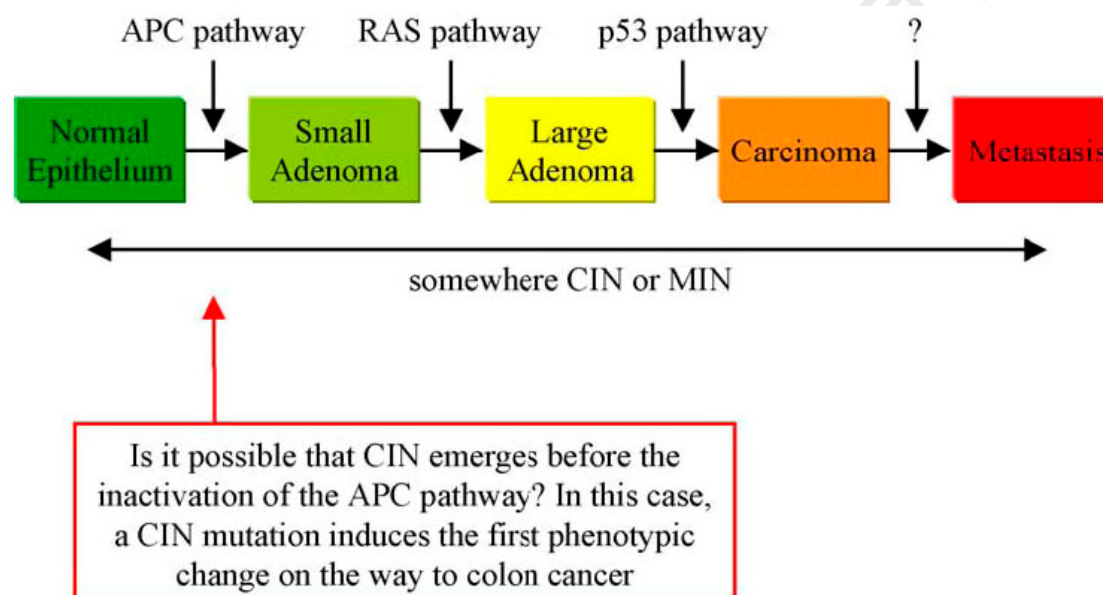 APC pathway RAS pathway p53 pathway ?
Normal Epithelium
Small Adenoma
Large Adenoma
Carcinoma
Metastasis
somewhere CIN or MIN
Is it possible that CIN emerges before the
inactivation of the APC pathway? In this case,
a CIN mutation induces the first phenotypic
change on the way to colon cancer